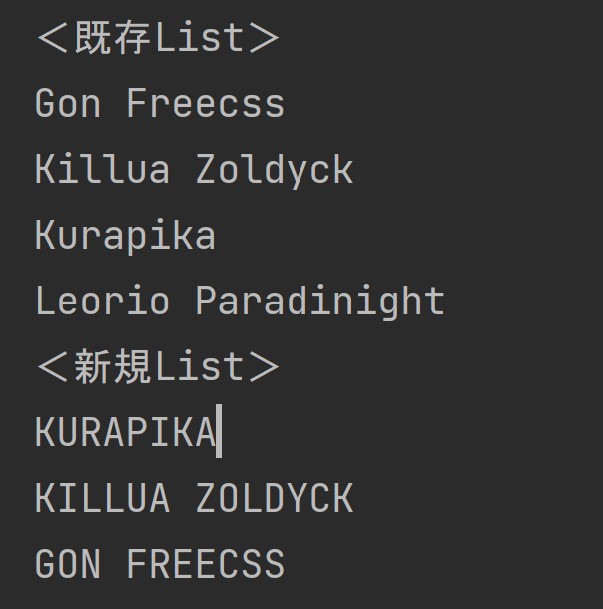 ＜既存List＞
Gon Freecss
Killua Zoldyck
Kurapika
Leorio Paradinight
＜新規List＞
KURAPIKA
KILLUA ZOLDYCK
GON FREECSS